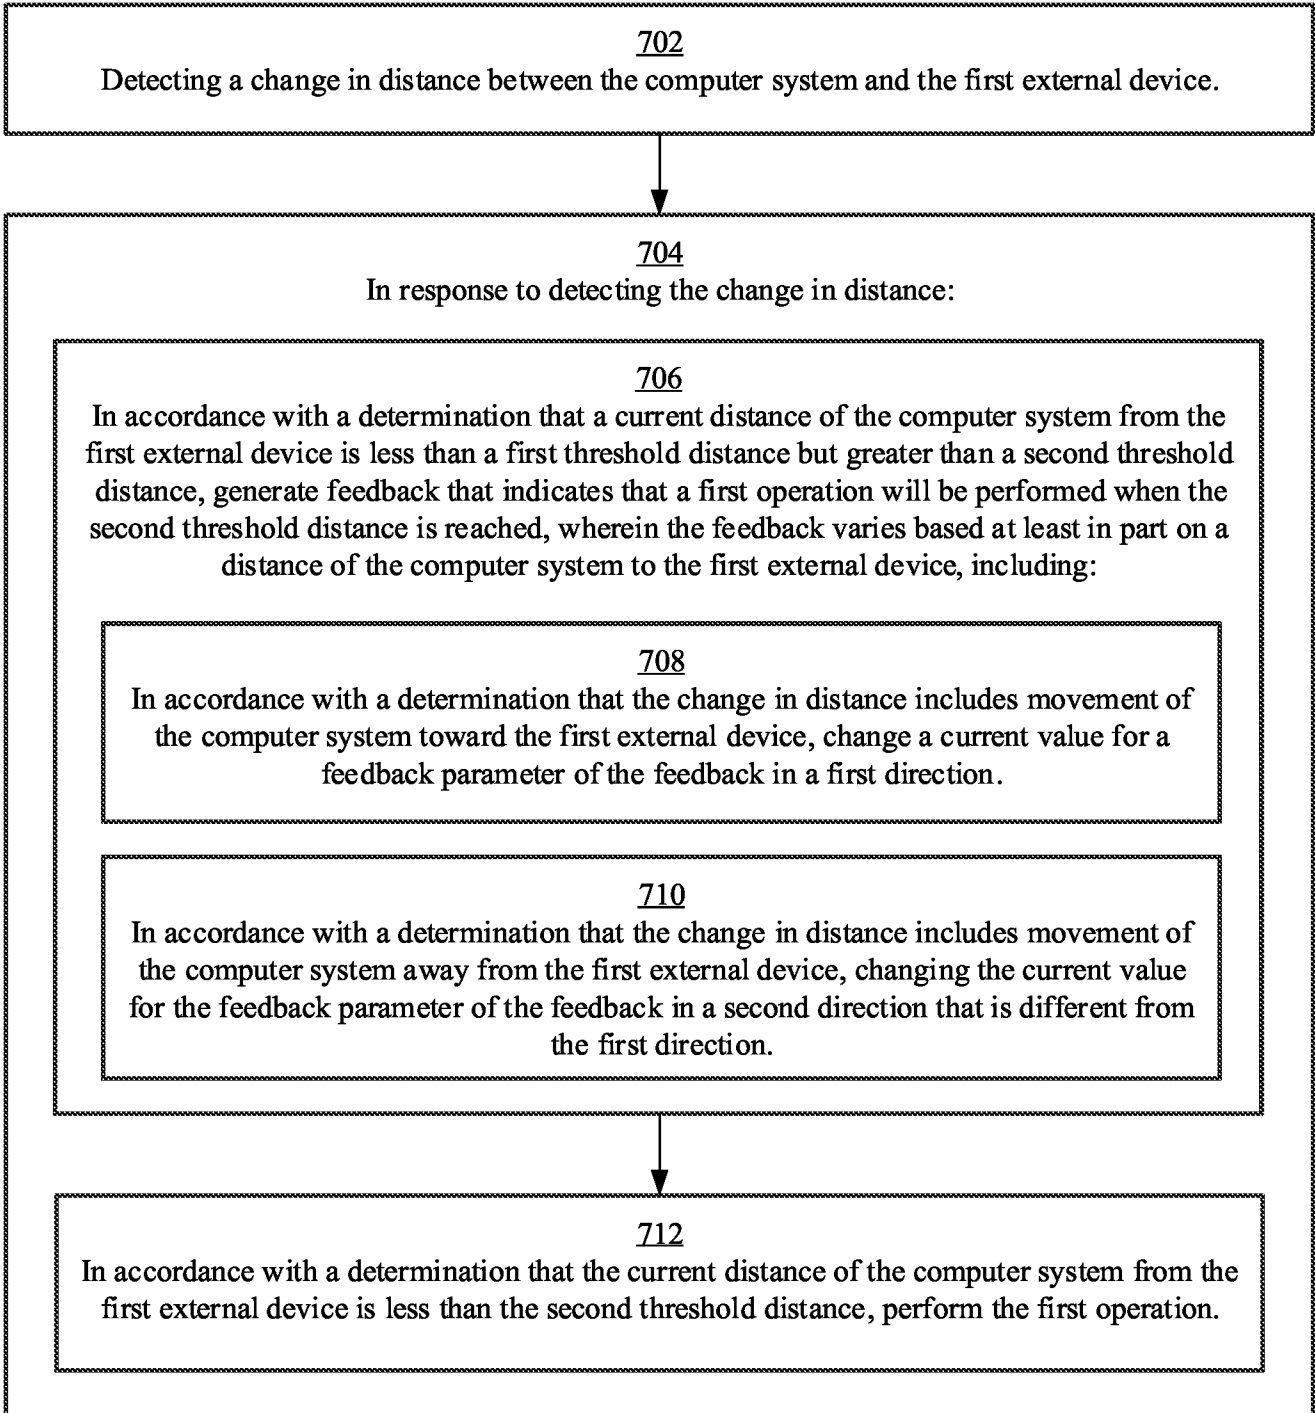 702
Detecting a change in distance between the computer system and the first external device.
704
In response to detecting the change in distance:
706
In accordance with a determination that a current distance of the computer system from the
first external device is less than a first threshold distance but greater than a second threshold
distance, generate feedback that indicates that a first operation will be performed when the
second threshold distance is reached, wherein the feedback varies based at least in part on a
distance of the computer system to the first external device, including:
708
In accordance with a determination that the change in distance includes movement of
the computer system toward the first external device, change a current value for a
feedback parameter of the feedback in a first direction.
710
In accordance with a determination that the change in distance includes movement of
the computer system away from the first external device, changing the current value
for the feedback parameter of the feedback in a second direction that is different from
the first direction.
712
In accordance with a determination that the current distance of the computer system from the
first external device is less than the second threshold distance, perform the first operation.